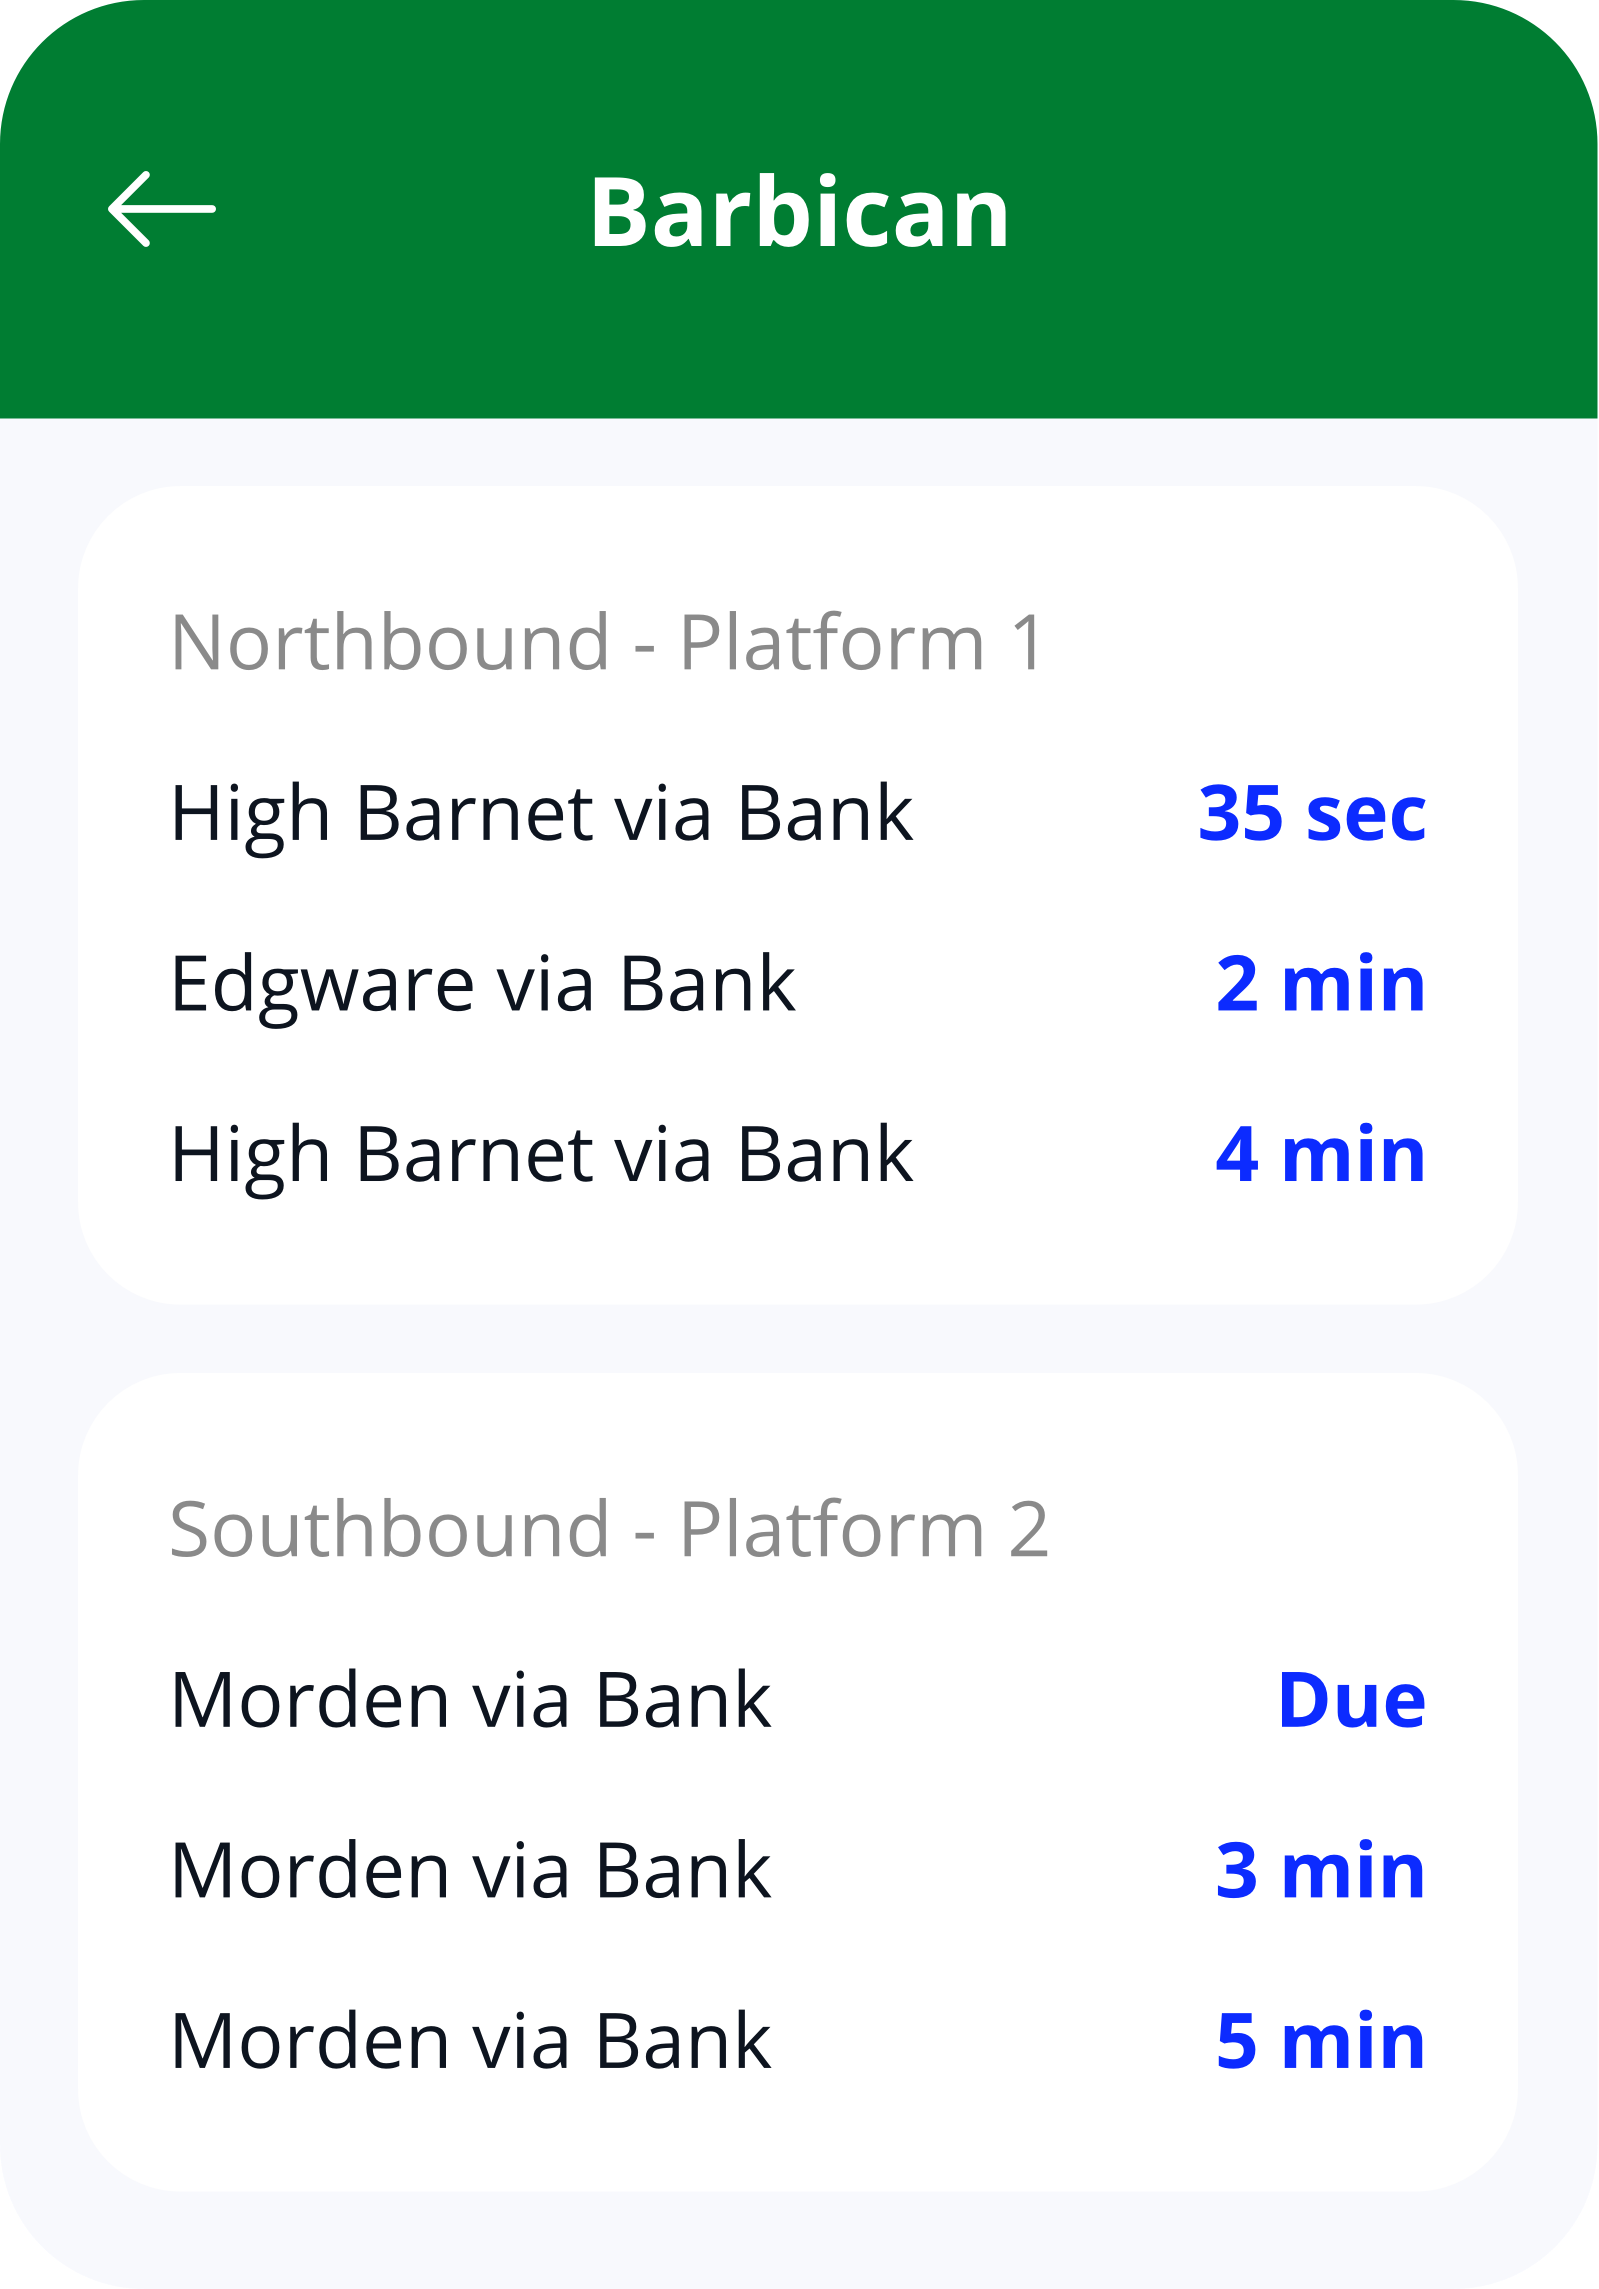 Barbican
Northbound - Platform 1
High Barnet via Bank 35 sec
Edgware via Bank 2 min
High Barnet via Bank 4 min
Southbound - Platform 2
Morden via Bank Due
Morden via Bank 3 min
Morden via Bank 5 min